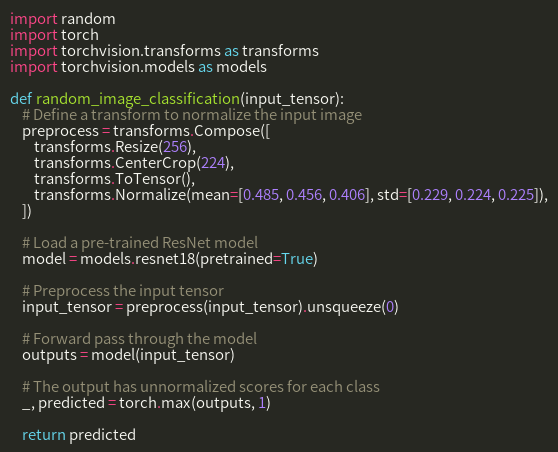 import random
import torch
import torchvision.transforms as transforms
import torchvision.models as models

def random_image_classification(input_tensor):
    # Define a transform to normalize the input image
    preprocess = transforms.Compose([
        transforms.Resize(256),
        transforms.CenterCrop(224),
        transforms.ToTensor(),
        transforms.Normalize(mean=[0.485, 0.456, 0.406], std=[0.229, 0.224, 0.225]),
    ])

    # Load a pre-trained ResNet model
    model = models.resnet18(pretrained=True)

    # Preprocess the input tensor
    input_tensor = preprocess(input_tensor).unsqueeze(0)

    # Forward pass through the model
    outputs = model(input_tensor)

    # The output has unnormalized scores for each class
    _, predicted = torch.max(outputs, 1)

    return predicted